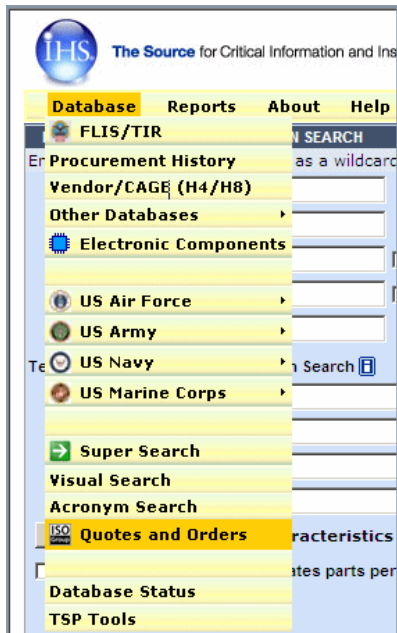 IHS
The Source for Critical Information and Ins
Database Reports About Help
N SEARCH
FLIS/TIR
Er
Procurement History
as a wildcard
Vendor/CAGE (H4/H8)
Other Databases
Electronic Components
US Air Force
US Army
Te
US Navy
n Search
US Marine Corps
Super Search
Visual Search
Acronym Search
ISO Group
Quotes and Orders
racteristics
ates parts per
Database Status
TSP Tools